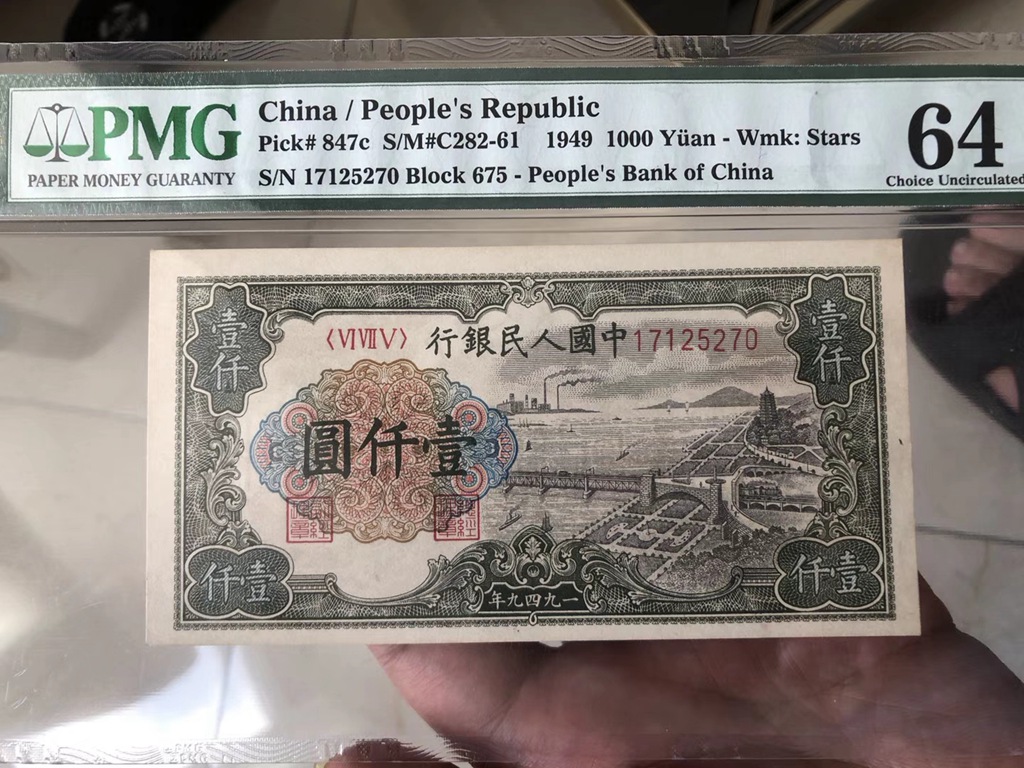 PMG
PAPER MONEY GUARANTY
China / People's Republic
Pick# 847c S/M#C282-61 1949 1000 Yüan - Wmk: Stars
S/N 17125270 Block 675 - People's Bank of China
64
Choice Uncirculated
壹仟
〈VI VII V〉
行銀民人國中
17125270
壹仟
圓仟壹
仟壹
年九四九一
仟壹